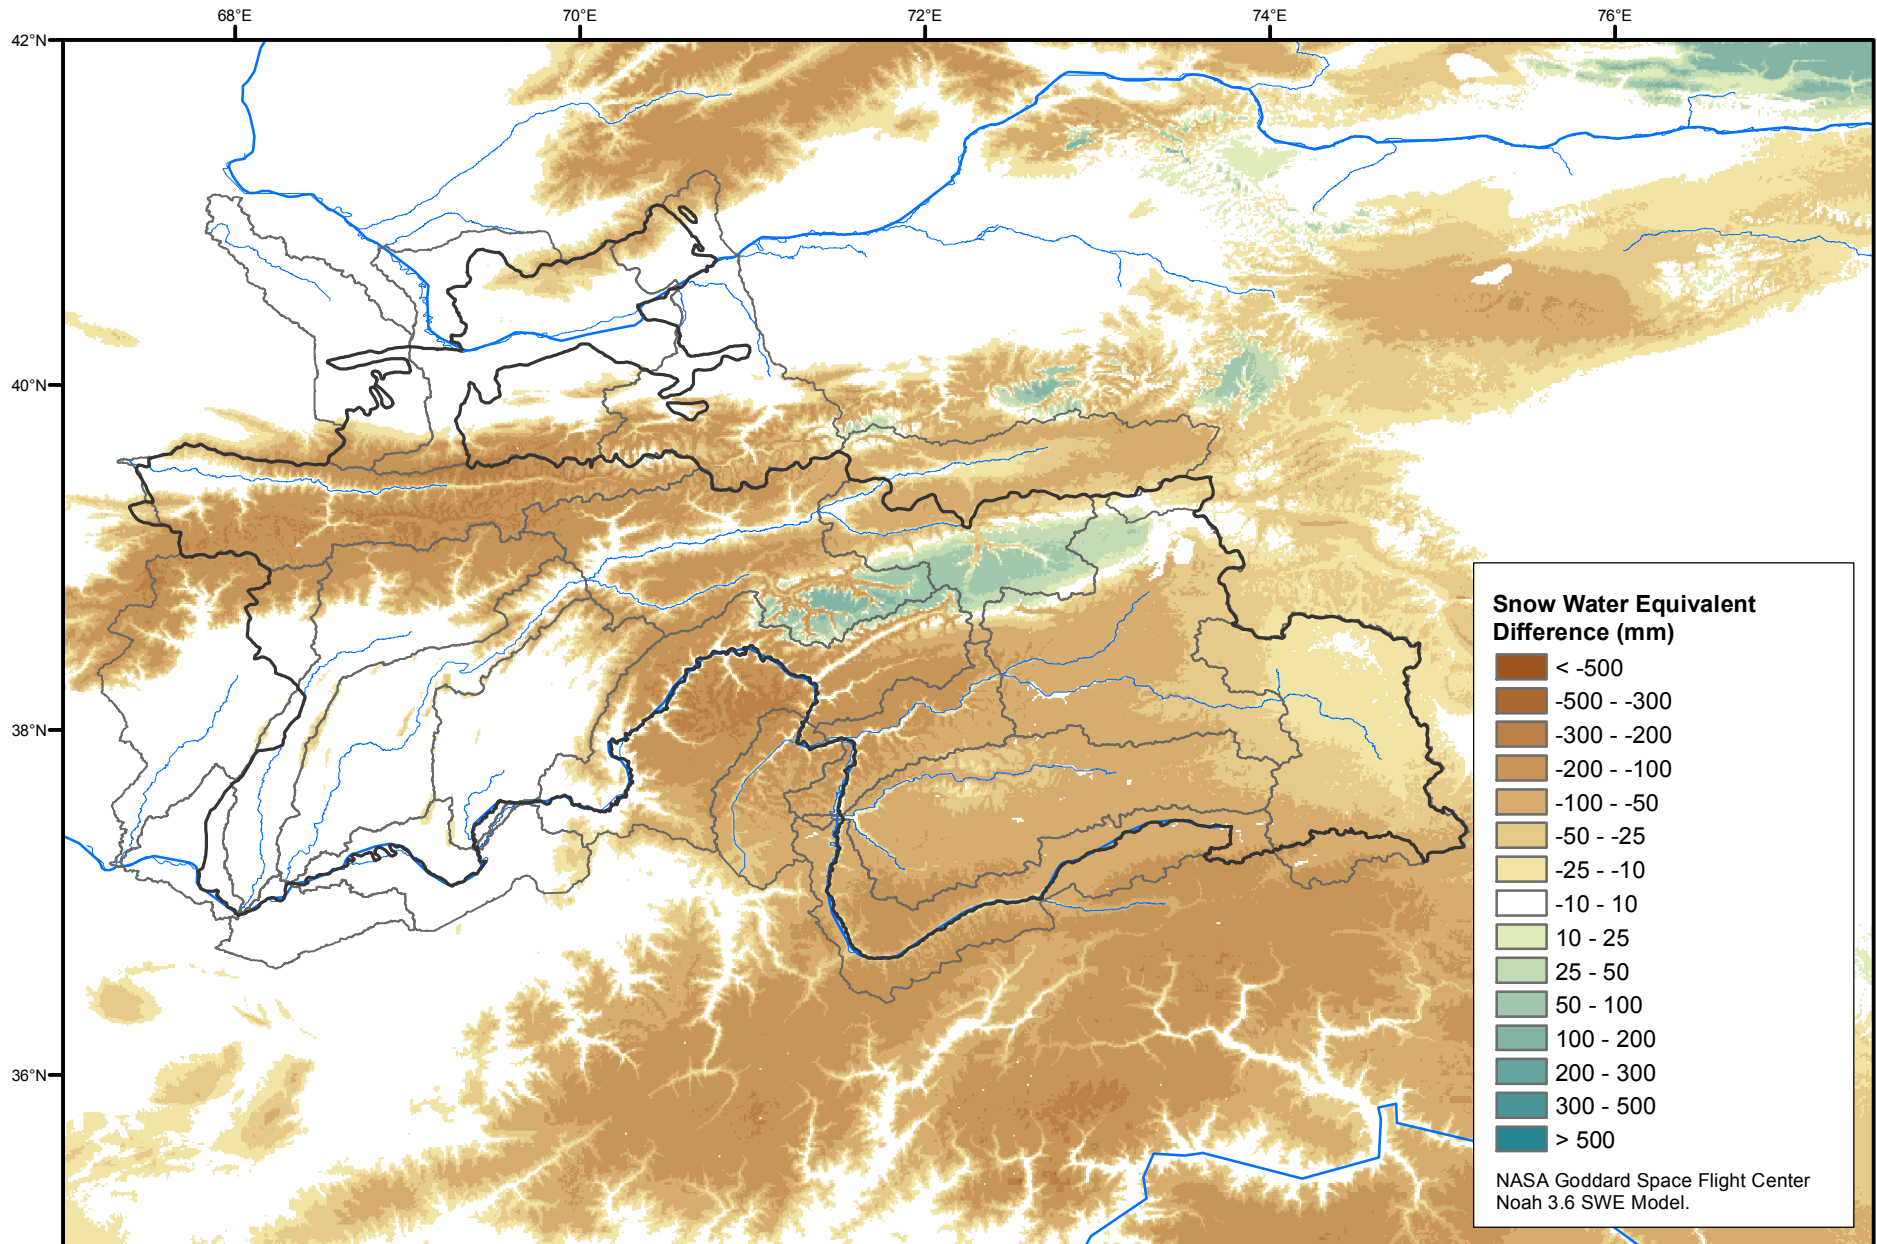 68°E 70°E 72°E 74°E 76°E
42°N
40°N
38°N
36°N
Snow Water Equivalent
Difference (mm)
< -500
-500 - -300
-300 - -200
-200 - -100
-100 - -50
-50 - -25
-25 - -10
-10 - 10
10 - 25
25 - 50
50 - 100
100 - 200
200 - 300
300 - 500
> 500
NASA Goddard Space Flight Center
Noah 3.6 SWE Model.